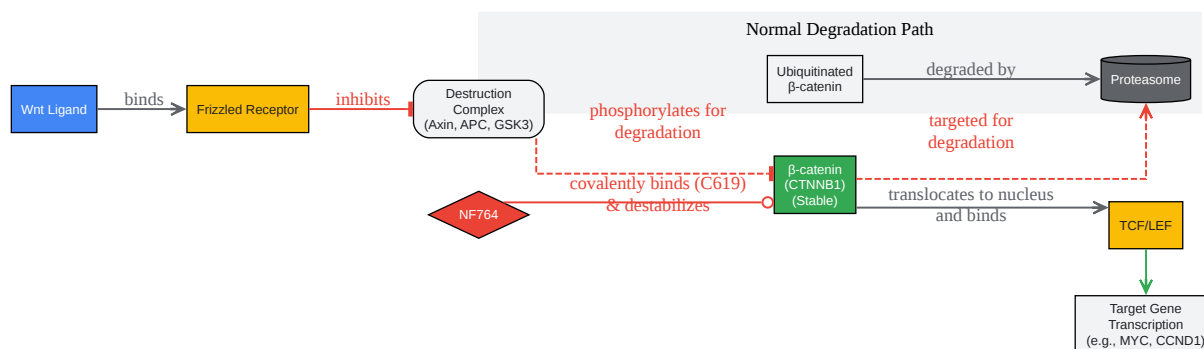 Normal Degradation Path
Wnt Ligand
binds
Frizzled Receptor
inhibits
Destruction
Complex
(Axin, APC, GSK3)
phosphorylates for
degradation
Ubiquitinated
β-catenin
degraded by
Proteasome
targeted for
degradation
NF764
covalently binds (C619)
& destabilizes
β-catenin
(CTNNB1)
(Stable)
translocates to nucleus
and binds
TCF/LEF
Target Gene
Transcription
(e.g., MYC, CCND1)